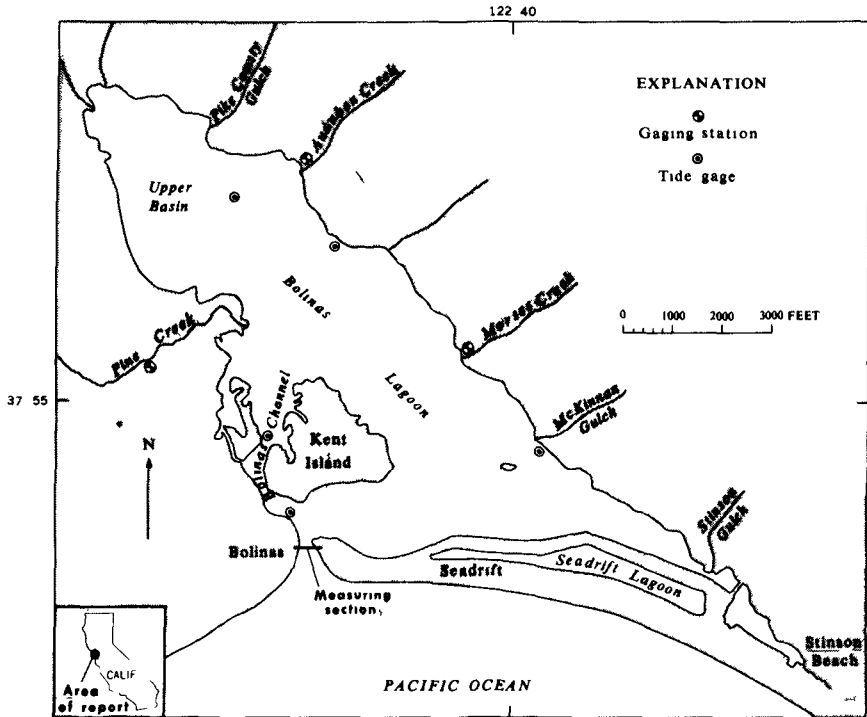 122 40
Pike County
Gulch
Audubon Creek
EXPLANATION
Gaging station
Tide gage
Upper
Basin
Bolinas
Lagoon
Morses Creek
0 1000 2000 3000 FEET
Pine Creek
37 55
McKinnan
Gulch
N
Bolinas Channel
Kent
Island
Stinson
Gulch
Bolinas
Seadrift
Seadrift Lagoon
Measuring
section
Stinson
Beach
CALIF
Area
of report
PACIFIC OCEAN